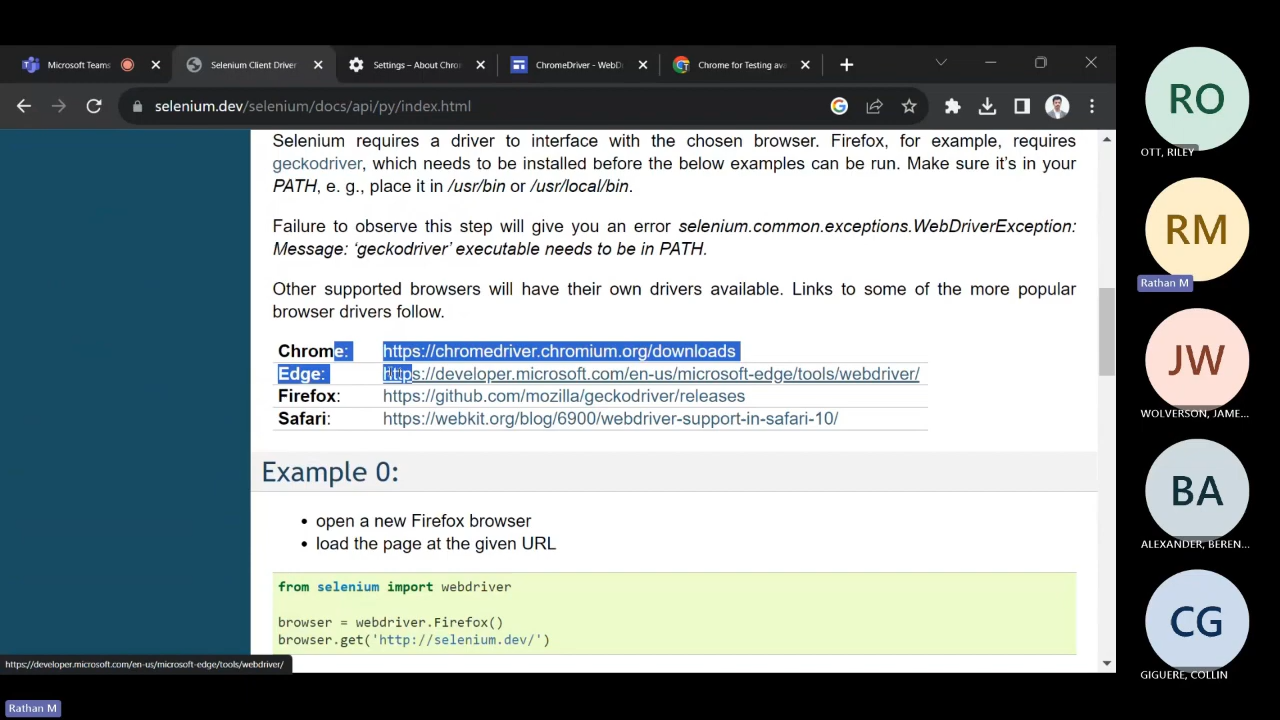 Microsoft Teams
Selenium Client Driver
Settings – About Chro
ChromeDriver - WebD
Chrome for Testing ava
selenium.dev/selenium/docs/api/py/index.html
Selenium requires a driver to interface with the chosen browser. Firefox, for example, requires
geckodriver, which needs to be installed before the below examples can be run. Make sure it's in your
PATH, e. g., place it in /usr/bin or /usr/local/bin.
Failure to observe this step will give you an error selenium.common.exceptions.WebDriverException:
Message: 'geckodriver' executable needs to be in PATH.
Other supported browsers will have their own drivers available. Links to some of the more popular
browser drivers follow.
Chrome: https://chromedriver.chromium.org/downloads
Edge: https://developer.microsoft.com/en-us/microsoft-edge/tools/webdriver/
Firefox: https://github.com/mozilla/geckodriver/releases
Safari: https://webkit.org/blog/6900/webdriver-support-in-safari-10/
Example 0:
• open a new Firefox browser
• load the page at the given URL
from selenium import webdriver
browser = webdriver.Firefox()
browser.get('http://selenium.dev/')
https://developer.microsoft.com/en-us/microsoft-edge/tools/webdriver/
Rathan M
RO
OTT, RILEY
RM
Rathan M
JW
WOLVERSON, JAME...
BA
ALEXANDER, BEREN...
CG
GIGUERE, COLLIN